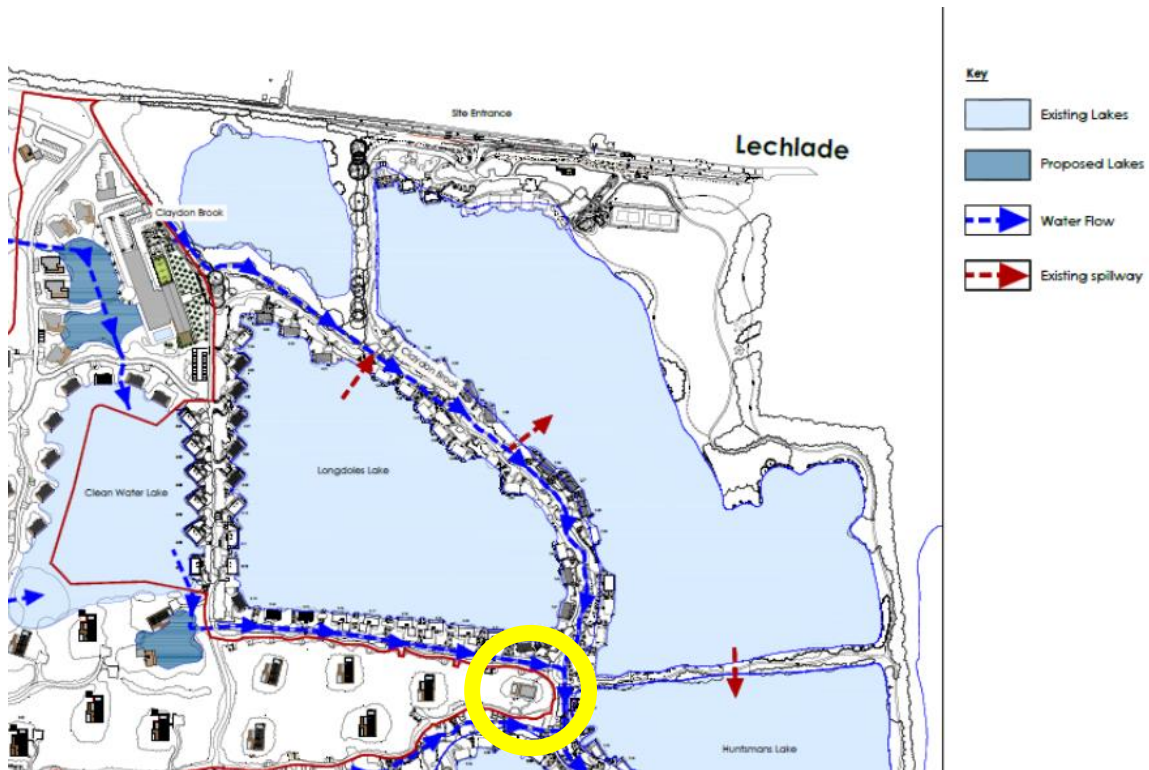 Site Entrance
Lechlade
Claydon Brook
Claydon Brook
Longdoles Lake
Clean Water Lake
Huntsmans Lake
Key
Existing Lakes
Proposed Lakes
Water Flow
Existing spillway